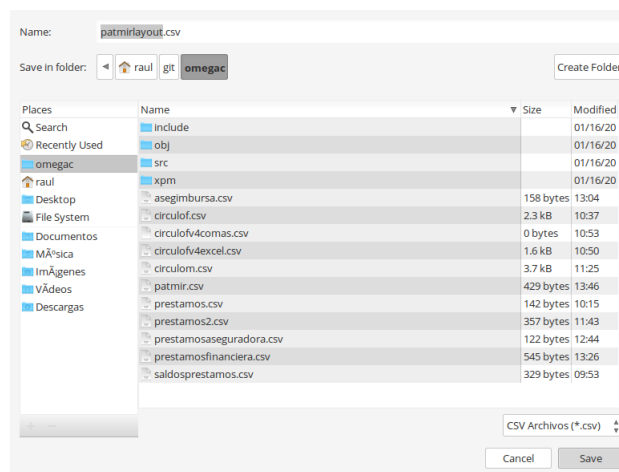 Name: patmirlayout.csv
Save in folder: raul git omegac Create Folder
Places Name Size Modified
Search include 01/16/20
Recently Used obj 01/16/20
omegac src 01/16/20
raul xpm 01/16/20
Desktop asegimbursa.csv 158 bytes 13:04
File System circulof.csv 2.3 kB 10:37
Documentos circulofv4comas.csv 0 bytes 10:53
MÃºsica circulofv4excel.csv 1.6 kB 10:50
ImÃ¡genes circulom.csv 3.7 kB 11:25
VÃdeos patmir.csv 429 bytes 13:46
Descargas prestamos.csv 142 bytes 10:15
prestamos2.csv 357 bytes 11:43
prestamosaseguradora.csv 122 bytes 12:44
prestamosfinanciera.csv 545 bytes 13:26
saldosprestamos.csv 329 bytes 09:53
CSV Archivos (*.csv)
Cancel Save